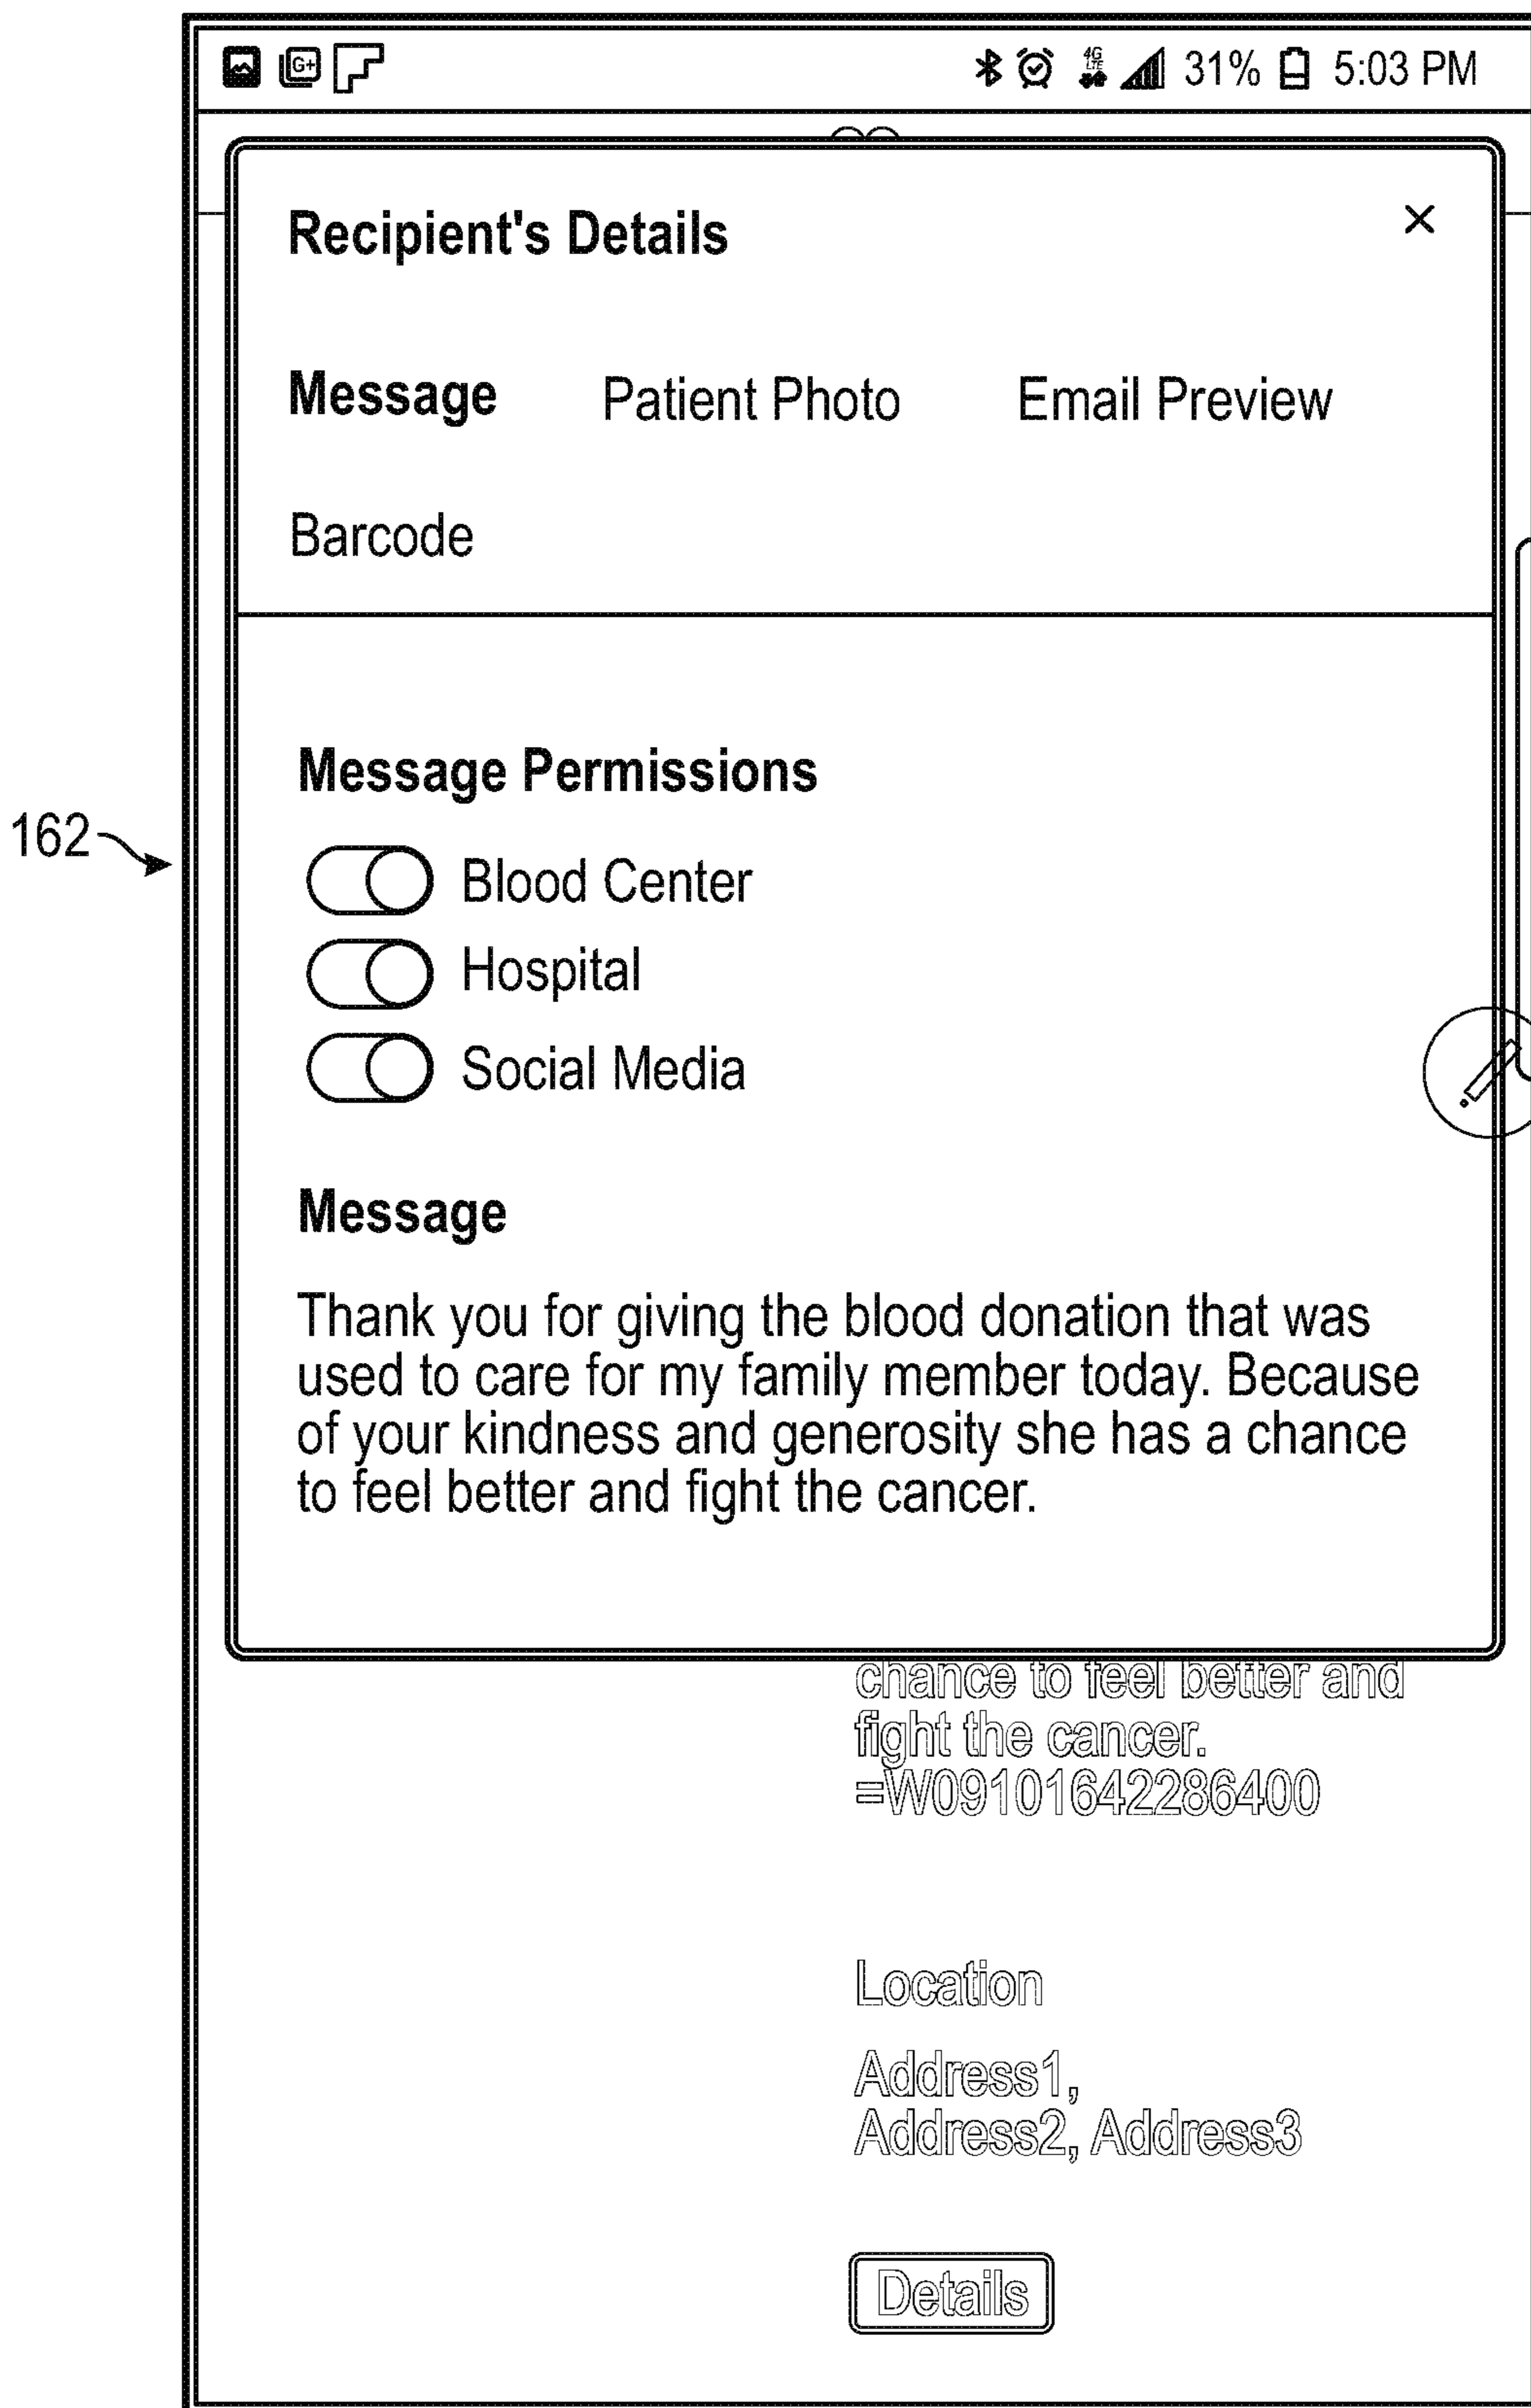 G+ 4G LTE 31% 5:03 PM
Recipient's Details ×
Message Patient Photo Email Preview
Barcode
Message Permissions
162
Blood Center
Hospital
Social Media
Message
Thank you for giving the blood donation that was
used to care for my family member today. Because
of your kindness and generosity she has a chance
to feel better and fight the cancer.
chance to feel better and
fight the cancer.
=W09101642286400
Location
Address1,
Address2, Address3
Details